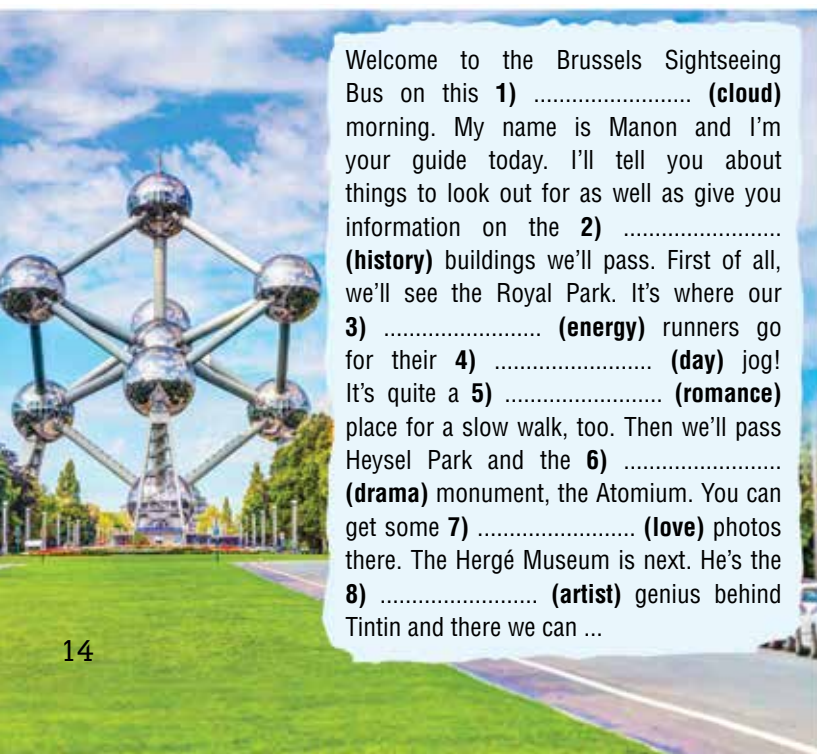 Welcome to the Brussels Sightseeing
Bus on this 1) ......................... (cloud)
morning. My name is Manon and I'm
your guide today. I'll tell you about
things to look out for as well as give you
information on the 2) .........................
(history) buildings we'll pass. First of all,
we'll see the Royal Park. It's where our
3) ......................... (energy) runners go
for their 4) ......................... (day) jog!
It's quite a 5) ......................... (romance)
place for a slow walk, too. Then we'll pass
Heysel Park and the 6) .........................
(drama) monument, the Atomium. You can
get some 7) ......................... (love) photos
there. The Hergé Museum is next. He's the
8) ......................... (artist) genius behind
Tintin and there we can ...
14